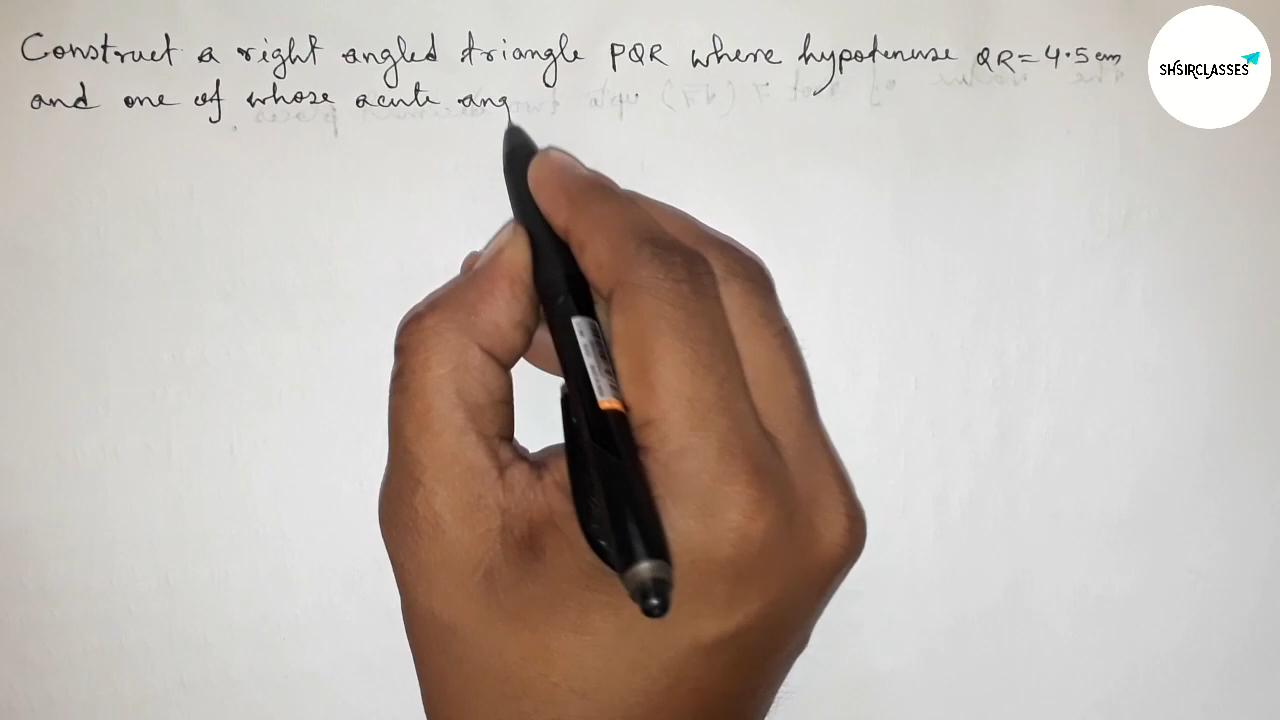 Construct a right angled triangle PQR where hypotenuse QR = 4.5 cm
and one of whose acute ang
SHSIRCLASSES